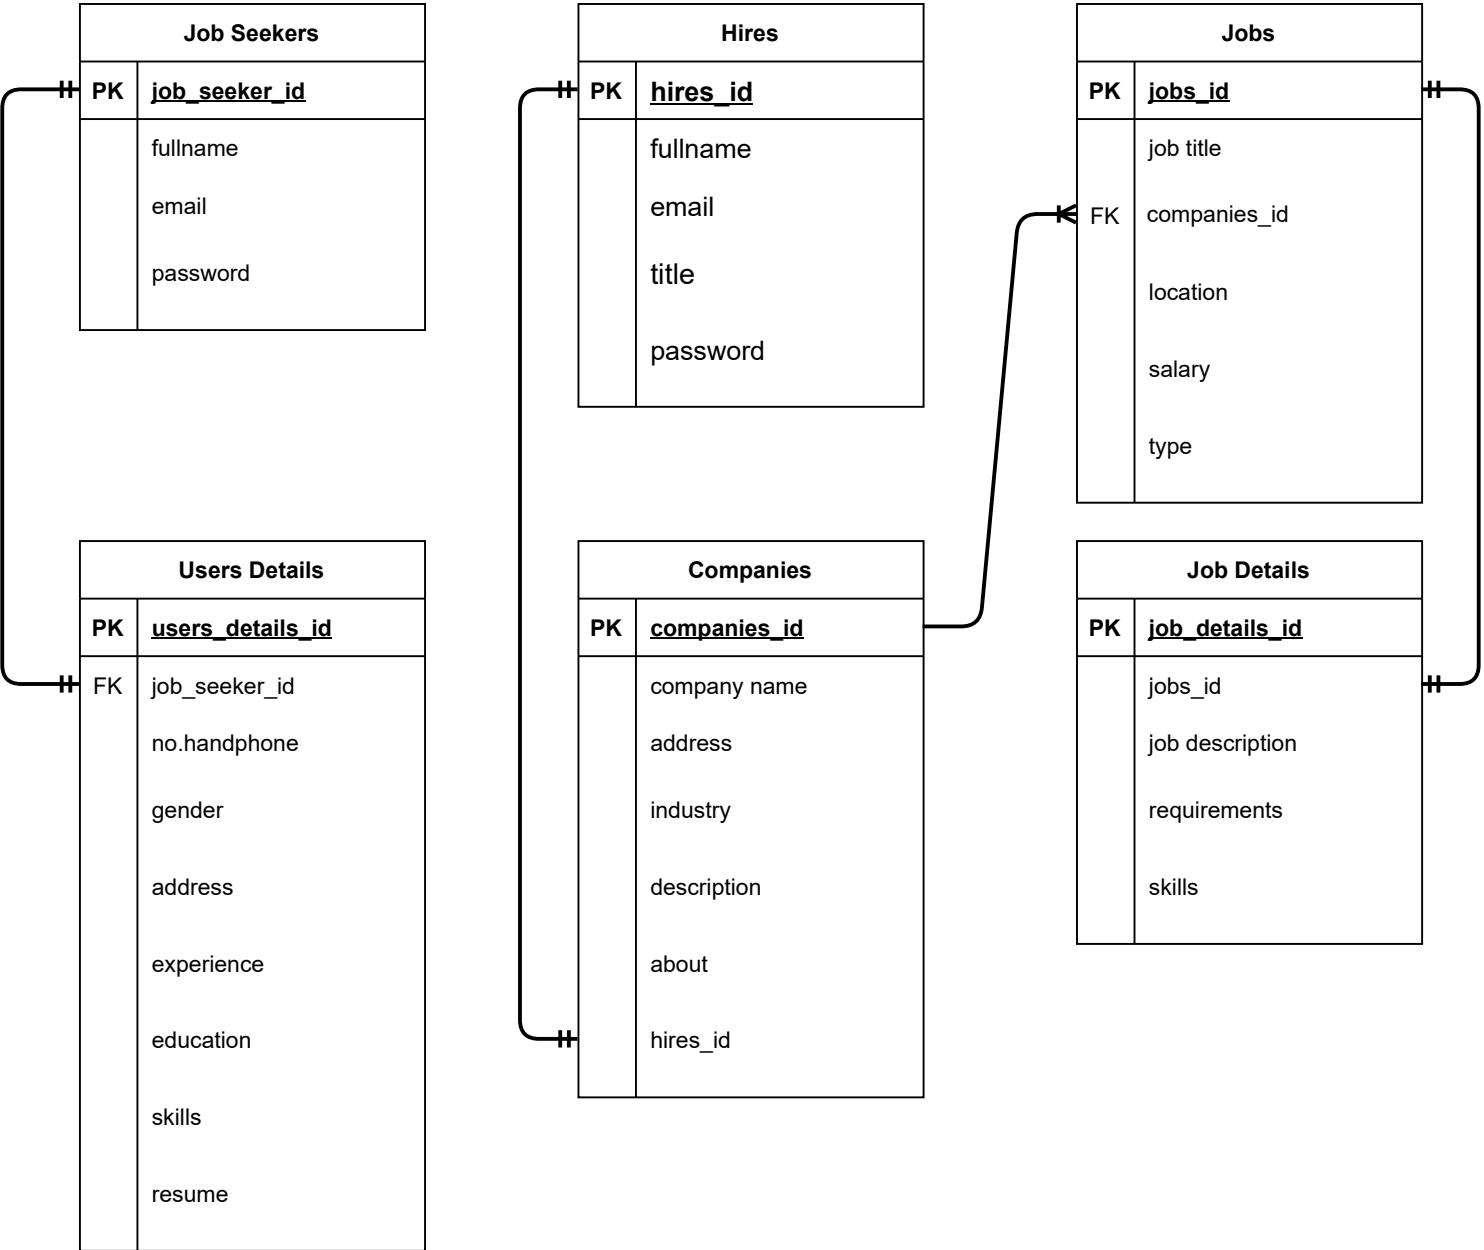 Job Seekers
PK job_seeker_id
fullname
email
password
Hires
PK hires_id
fullname
email
title
password
Jobs
PK jobs_id
job title
FK companies_id
location
salary
type
Users Details
PK users_details_id
FK job_seeker_id
no.handphone
gender
address
experience
education
skills
resume
Companies
PK companies_id
company name
address
industry
description
about
hires_id
Job Details
PK job_details_id
jobs_id
job description
requirements
skills